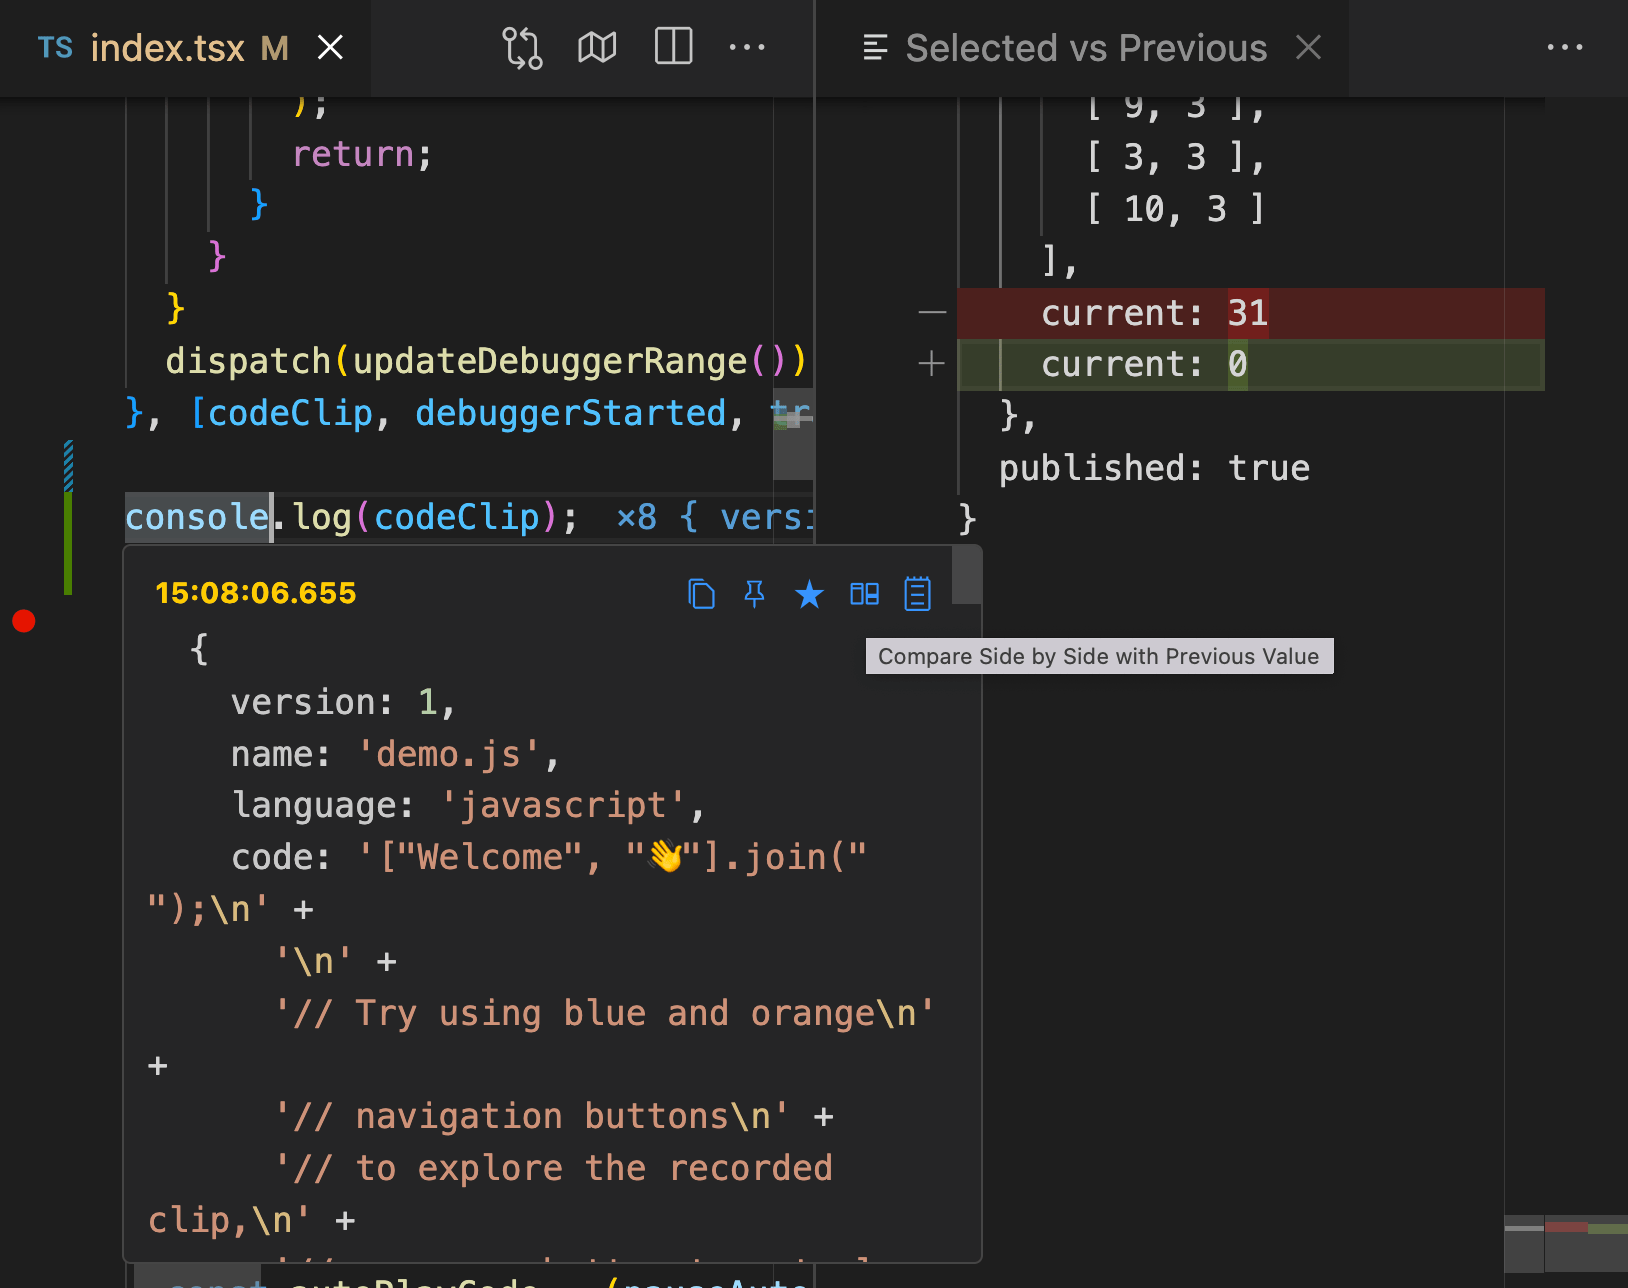 TS index.tsx M
Selected vs Previous
);
return;
}
}
}
dispatch(updateDebuggerRange())
}, [codeClip, debuggerStarted, tr
console.log(codeClip); ×8 { versi
15:08:06.655
{
version: 1,
name: 'demo.js',
language: 'javascript',
code: '["Welcome", "👋"].join("
");\n' +
'\n' +
'// Try using blue and orange\n'
+
'// navigation buttons\n' +
'// to explore the recorded
clip,\n' +
[ 9, 3 ],
[ 3, 3 ],
[ 10, 3 ]
],
— current: 31
+ current: 0
},
published: true
}
Compare Side by Side with Previous Value